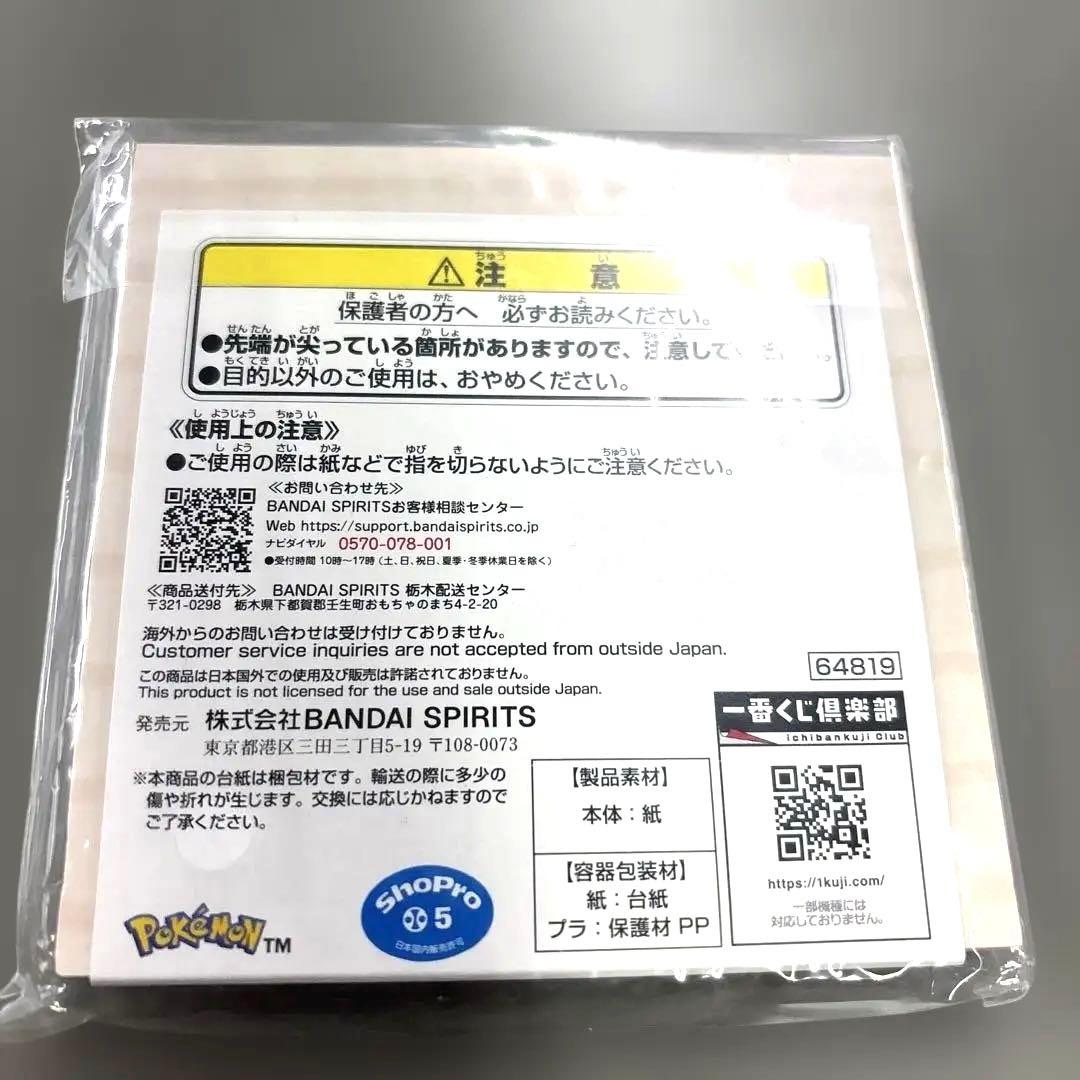 ⚠注意
保護者の方へ 必ずお読みください。
●先端が尖っている箇所がありますので、注意して
●目的以外のご使用は、おやめください。
《使用上の注意》
●ご使用の際は紙などで指を切らないようにご注意ください。
≪お問い合わせ先≫
BANDAI SPIRITSお客様相談センター
Web https://support.bandaispirits.co.jp
ナビダイヤル 0570-078-001
●受付時間 10時～17時(土、日、祝日、夏季・冬季休業日を除く)
≪商品送付先≫ BANDAI SPIRITS 栃木配送センター
〒321-0298 栃木県下都賀郡壬生町おもちゃのまち4-2-20
海外からのお問い合わせは受け付けておりません。
Customer service inquiries are not accepted from outside Japan.
この商品は日本国外での使用及び販売は許諾されておりません。
This product is not licensed for the use and sale outside Japan.
発売元 株式会社BANDAI SPIRITS
東京都港区三田三丁目5-19 〒108-0073
※本商品の台紙は梱包材です。輸送の際に多少の
傷や折れが生じます。交換には応じかねますので
ご了承ください。
POKéMON TM
ShoPro
5
日本国内販売許可
【製品素材】
本体：紙
【容器包装材】
紙：台紙
プラ：保護材 PP
64819
一番くじ倶楽部
ichibankuji Club
https://1kuji.com/
一部機種には
対応しておりません。